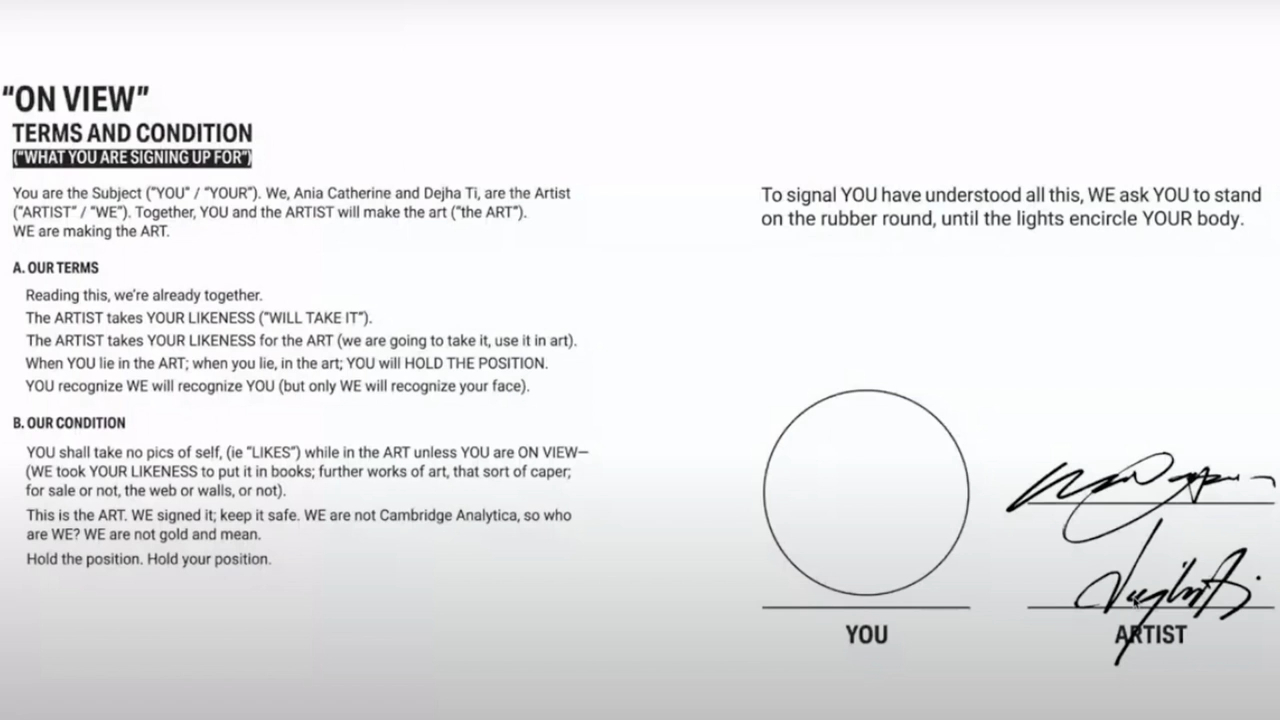 “ON VIEW”
TERMS AND CONDITION
(“WHAT YOU ARE SIGNING UP FOR”)
You are the Subject (“YOU” / “YOUR”). We, Ania Catherine and Dejha Ti, are the Artist
(“ARTIST” / “WE”). Together, YOU and the ARTIST will make the art (“the ART”).
WE are making the ART.
A. OUR TERMS
Reading this, we’re already together.
The ARTIST takes YOUR LIKENESS (“WILL TAKE IT”).
The ARTIST takes YOUR LIKENESS for the ART (we are going to take it, use it in art).
When YOU lie in the ART; when you lie, in the art; YOU will HOLD THE POSITION.
YOU recognize WE will recognize YOU (but only WE will recognize your face).
B. OUR CONDITION
YOU shall take no pics of self, (ie “LIKES”) while in the ART unless YOU are ON VIEW—
(WE took YOUR LIKENESS to put it in books; further works of art, that sort of caper;
for sale or not, the web or walls, or not).
This is the ART. WE signed it; keep it safe. WE are not Cambridge Analytica, so who
are WE? WE are not gold and mean.
Hold the position. Hold your position.
To signal YOU have understood all this, WE ask YOU to stand
on the rubber round, until the lights encircle YOUR body.
YOU
ARTIST